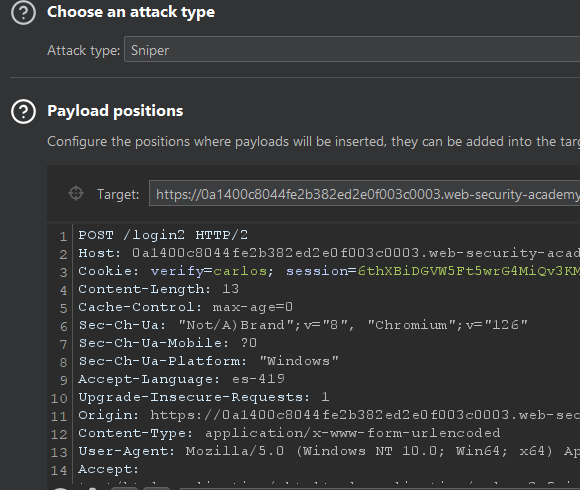 Choose an attack type
Attack type: Sniper
Payload positions
Configure the positions where payloads will be inserted, they can be added into the targ
Target: https://0a1400c8044fe2b382ed2e0f003c0003.web-security-academy
1 POST /login2 HTTP/2
2 Host: 0a1400c8044fe2b382ed2e0f003c0003.web-security-acad
3 Cookie: verify=carlos; session=6thXBiDGVW5Ft5wrG4MiQv3KM
4 Content-Length: 13
5 Cache-Control: max-age=0
6 Sec-Ch-Ua: "Not/A)Brand";v="8", "Chromium";v="126"
7 Sec-Ch-Ua-Mobile: ?0
8 Sec-Ch-Ua-Platform: "Windows"
9 Accept-Language: es-419
10 Upgrade-Insecure-Requests: 1
11 Origin: https://0a1400c8044fe2b382ed2e0f003c0003.web-sec
12 Content-Type: application/x-www-form-urlencoded
13 User-Agent: Mozilla/5.0 (Windows NT 10.0; Win64; x64) Ap
14 Accept: